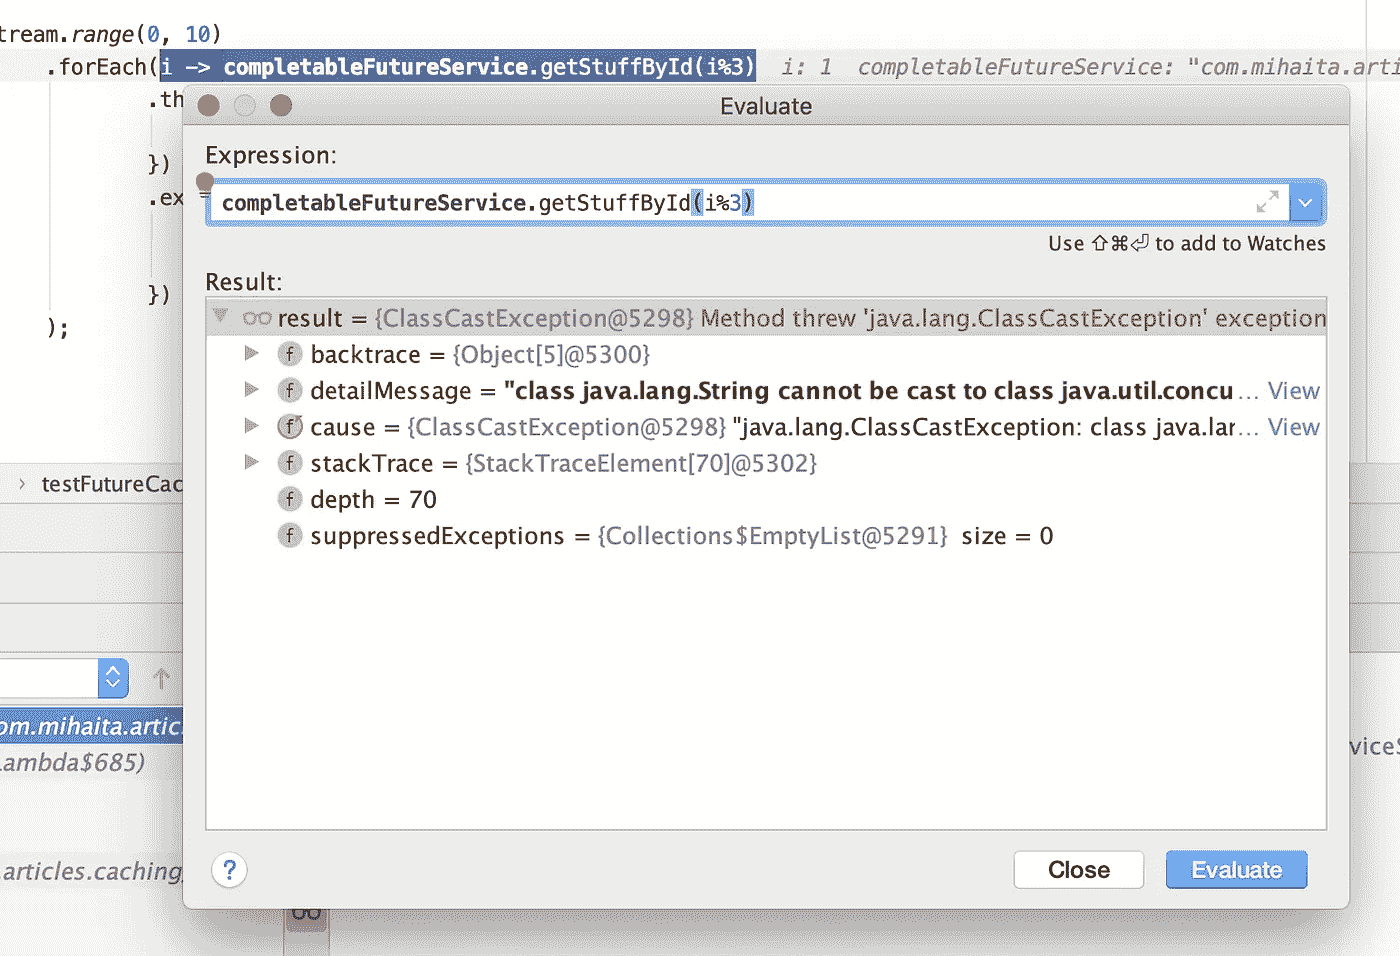 tream.range(0, 10)
.forEach(i -> completableFutureService.getStuffById(i%3) i: 1 completableFutureService: "com.mihaita.arti
.th
Evaluate
Expression:
})
.ex
completableFutureService.getStuffById(i%3)
Use ⇧⌘⏎ to add to Watches
Result:
})
);
result = {ClassCastException@5298} Method threw 'java.lang.ClassCastException' exception
f backtrace = {Object[5]@5300}
f detailMessage = "class java.lang.String cannot be cast to class java.util.concu… View
f cause = {ClassCastException@5298} "java.lang.ClassCastException: class java.lar… View
f stackTrace = {StackTraceElement[70]@5302}
testFutureCac
f depth = 70
f suppressedExceptions = {Collections$EmptyList@5291} size = 0
om.mihaita.artic
ambda$685)
vice$
.articles.caching
? Close Evaluate